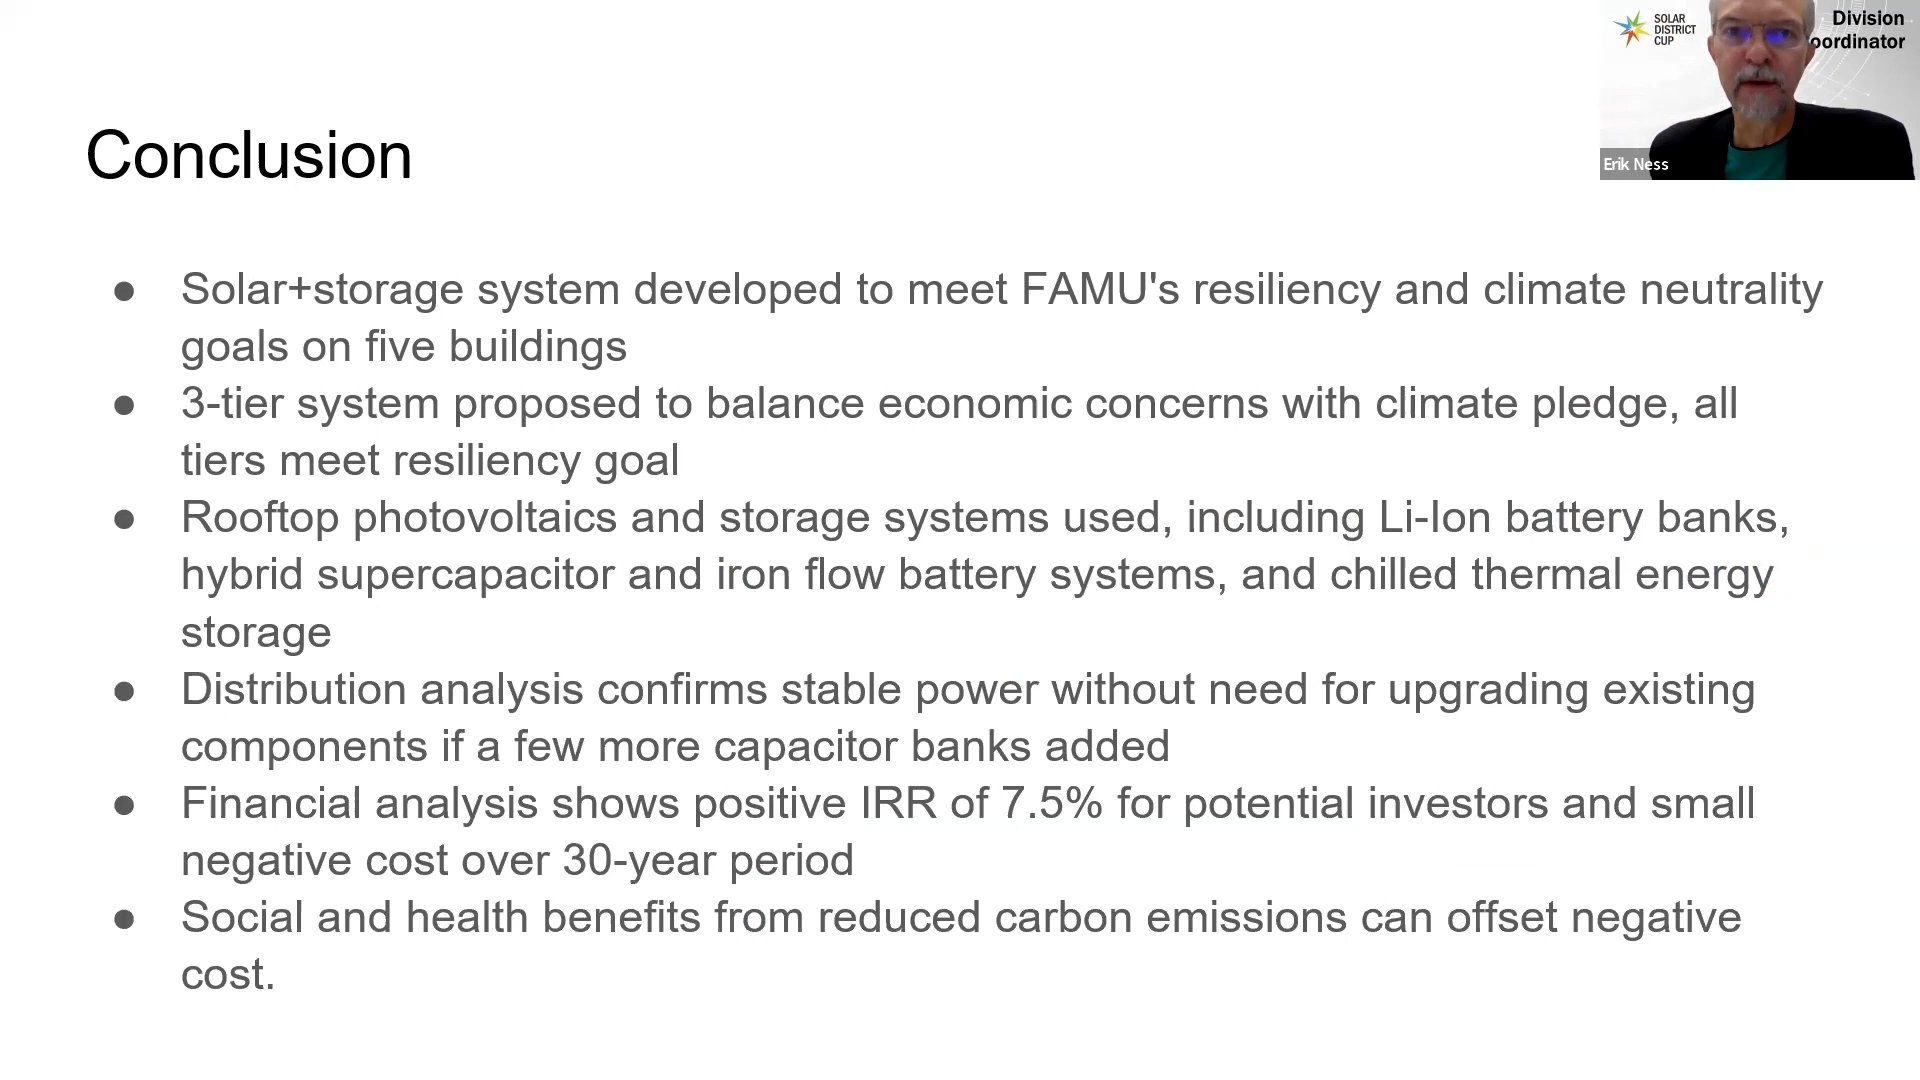 SOLAR
DISTRICT
CUP
Division
oordinator
Erik Ness
Conclusion
● Solar+storage system developed to meet FAMU's resiliency and climate neutrality
goals on five buildings
● 3-tier system proposed to balance economic concerns with climate pledge, all
tiers meet resiliency goal
● Rooftop photovoltaics and storage systems used, including Li-Ion battery banks,
hybrid supercapacitor and iron flow battery systems, and chilled thermal energy
storage
● Distribution analysis confirms stable power without need for upgrading existing
components if a few more capacitor banks added
● Financial analysis shows positive IRR of 7.5% for potential investors and small
negative cost over 30-year period
● Social and health benefits from reduced carbon emissions can offset negative
cost.